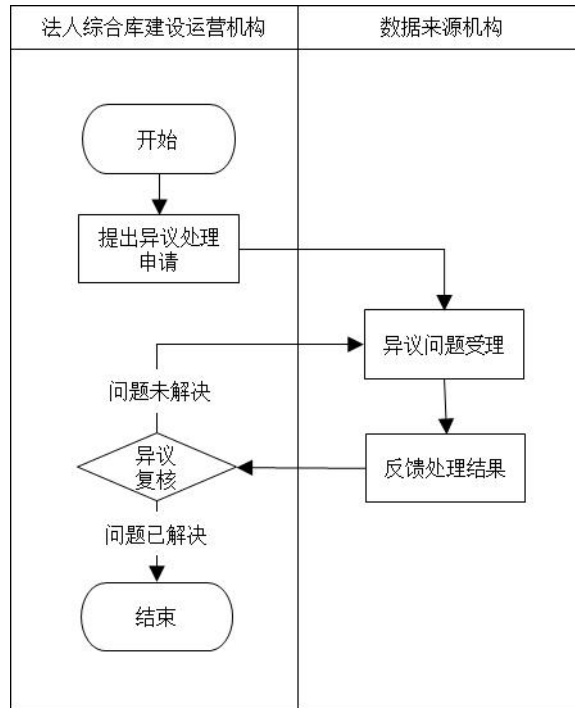 法人综合库建设运营机构
数据来源机构
开始
提出异议处理
申请
异议问题受理
问题未解决
异议
复核
反馈处理结果
问题已解决
结束